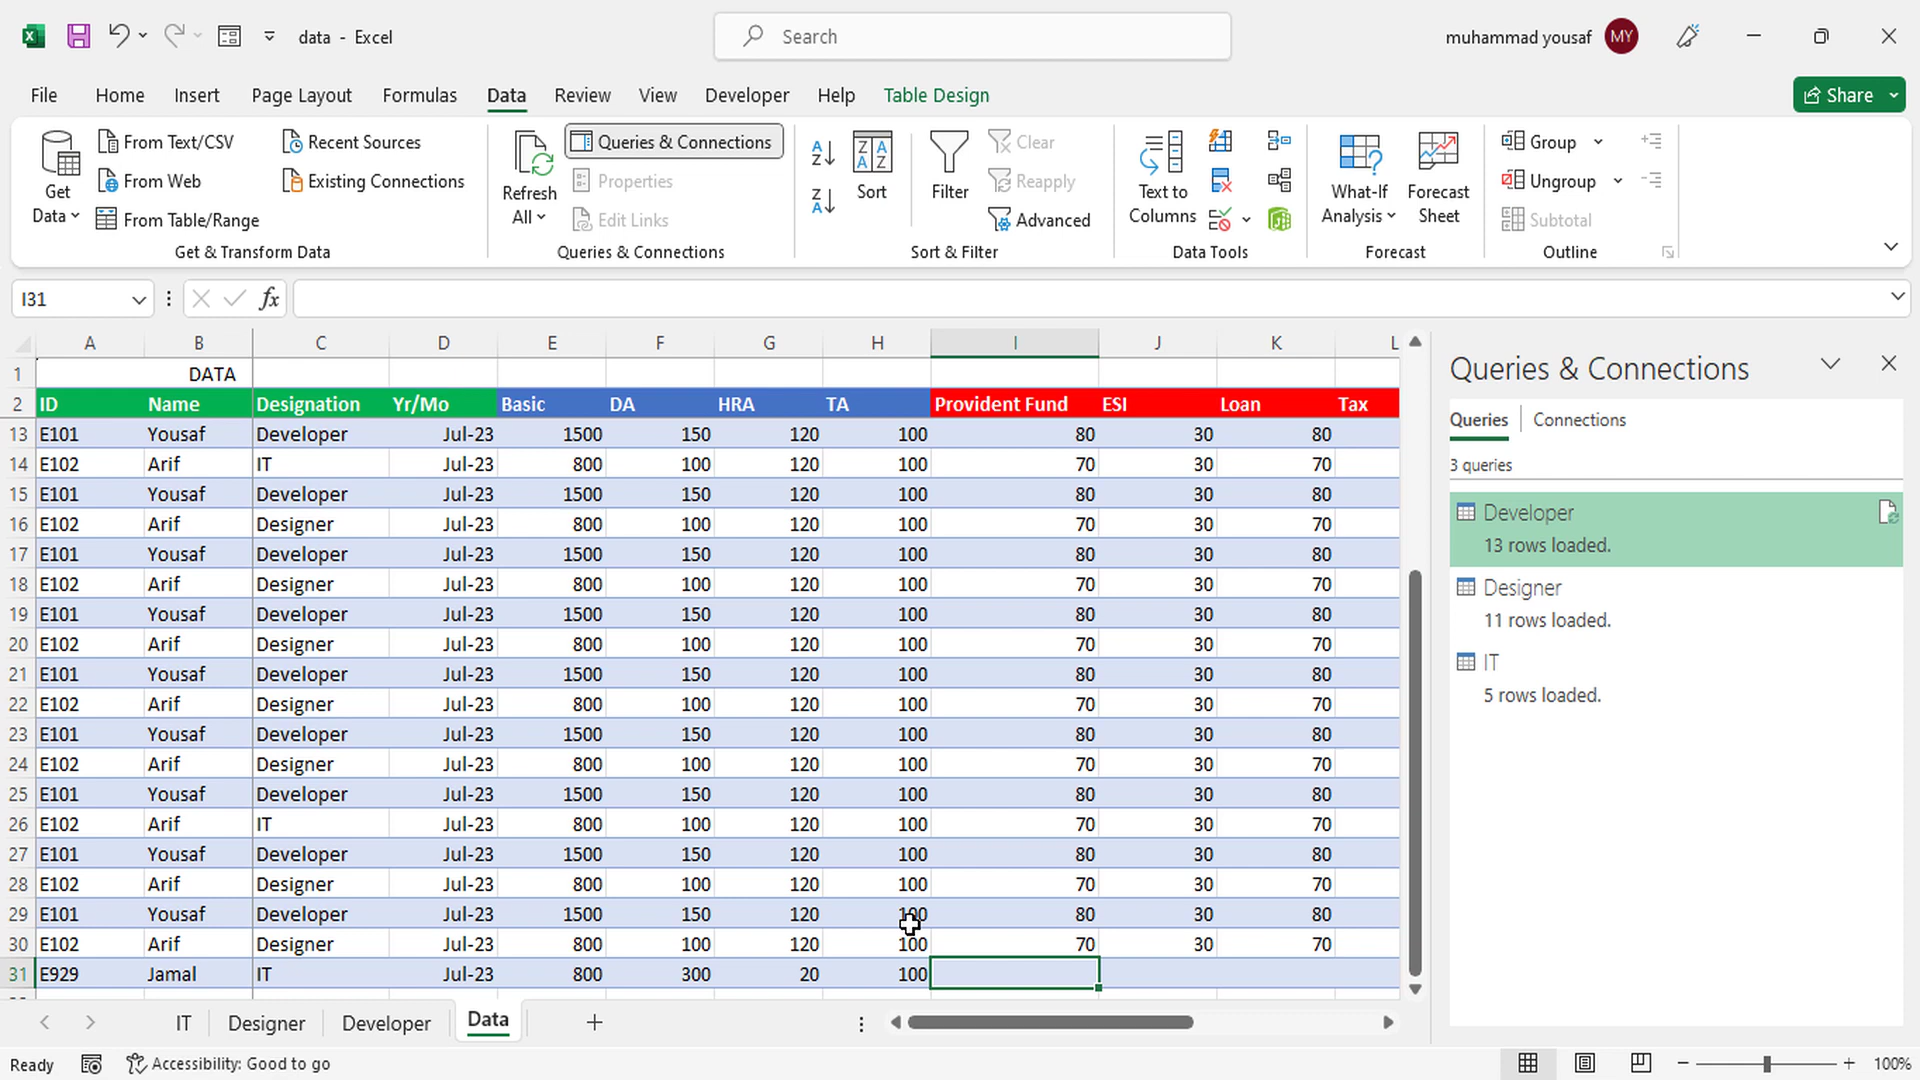 data - Excel
Search
muhammad yousaf MY
File Home Insert Page Layout Formulas Data Review View Developer Help Table Design Share
Get Data
From Text/CSV
From Web
From Table/Range
Recent Sources
Existing Connections
Get & Transform Data
Refresh All
Queries & Connections
Properties
Edit Links
Queries & Connections
Sort
Filter
Clear
Reapply
Advanced
Sort & Filter
Text to Columns
Data Tools
What-If Analysis
Forecast Sheet
Forecast
Group
Ungroup
Subtotal
Outline
I31 fx
A B C D E F G H I J K L
1 DATA
2 ID Name Designation Yr/Mo Basic DA HRA TA Provident Fund ESI Loan Tax
13 E101 Yousaf Developer Jul-23 1500 150 120 100 80 30 80
14 E102 Arif IT Jul-23 800 100 120 100 70 30 70
15 E101 Yousaf Developer Jul-23 1500 150 120 100 80 30 80
16 E102 Arif Designer Jul-23 800 100 120 100 70 30 70
17 E101 Yousaf Developer Jul-23 1500 150 120 100 80 30 80
18 E102 Arif Designer Jul-23 800 100 120 100 70 30 70
19 E101 Yousaf Developer Jul-23 1500 150 120 100 80 30 80
20 E102 Arif Designer Jul-23 800 100 120 100 70 30 70
21 E101 Yousaf Developer Jul-23 1500 150 120 100 80 30 80
22 E102 Arif Designer Jul-23 800 100 120 100 70 30 70
23 E101 Yousaf Developer Jul-23 1500 150 120 100 80 30 80
24 E102 Arif Designer Jul-23 800 100 120 100 70 30 70
25 E101 Yousaf Developer Jul-23 1500 150 120 100 80 30 80
26 E102 Arif IT Jul-23 800 100 120 100 70 30 70
27 E101 Yousaf Developer Jul-23 1500 150 120 100 80 30 80
28 E102 Arif Designer Jul-23 800 100 120 100 70 30 70
29 E101 Yousaf Developer Jul-23 1500 150 120 100 80 30 80
30 E102 Arif Designer Jul-23 800 100 120 100 70 30 70
31 E929 Jamal IT Jul-23 800 300 20 100
Queries & Connections
Queries Connections
3 queries
Developer
13 rows loaded.
Designer
11 rows loaded.
IT
5 rows loaded.
IT Designer Developer Data
Ready Accessibility: Good to go 100%